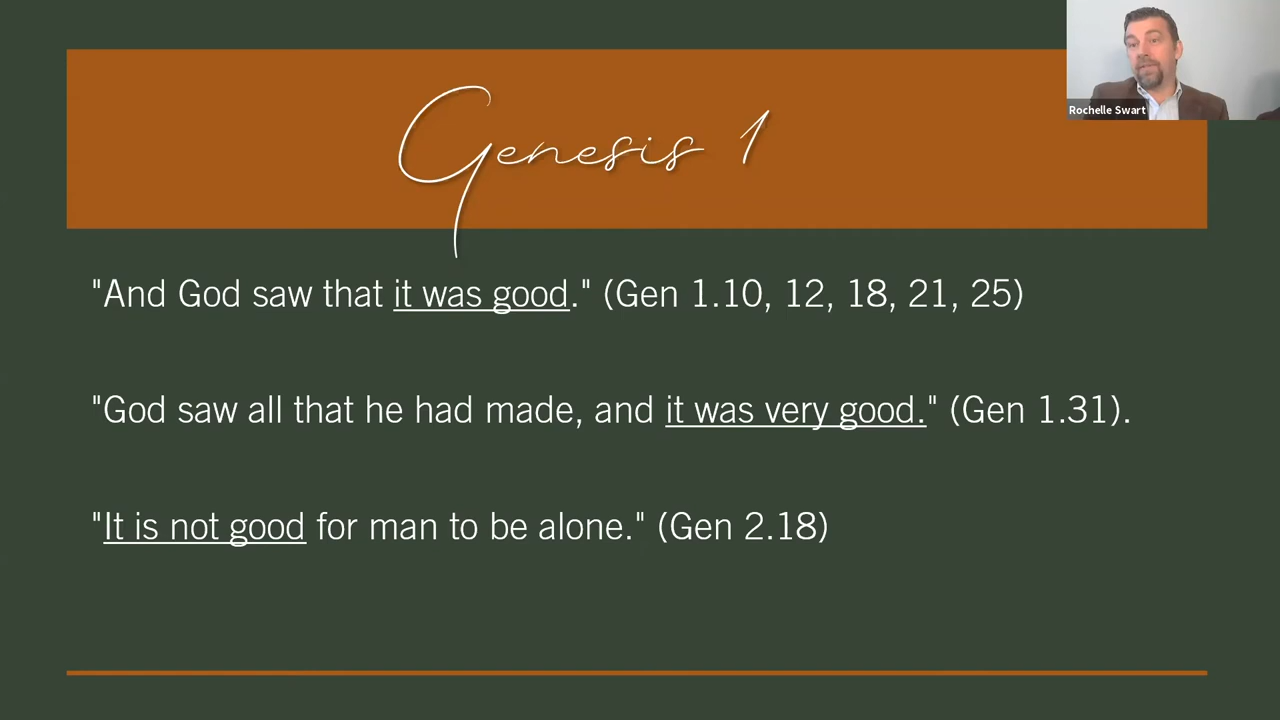 Genesis 1
Rochelle Swart
"And God saw that it was good." (Gen 1.10, 12, 18, 21, 25)
"God saw all that he had made, and it was very good." (Gen 1.31).
"It is not good for man to be alone." (Gen 2.18)